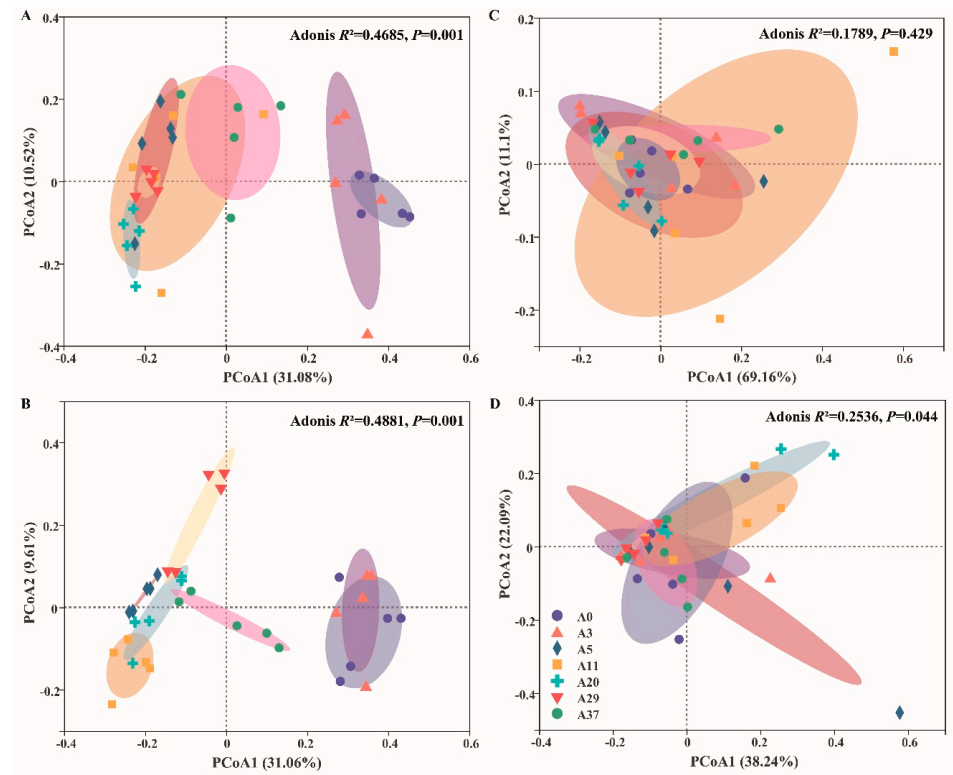 A
Adonis R²=0.4685, P=0.001
0.4
0.2
0
-0.2
-0.4
PCoA2 (10.52%)
-0.4
-0.2
0
0.2
0.4
0.6
PCoA1 (31.08%)
C
Adonis R²=0.1789, P=0.429
0.2
0.1
0
-0.1
-0.2
PCoA2 (11.1%)
-0.2
0
0.2
0.4
0.6
PCoA1 (69.16%)
B
Adonis R²=0.4881, P=0.001
0.4
0.2
0
-0.2
PCoA2 (9.61%)
-0.4
-0.2
0
0.2
0.4
0.6
PCoA1 (31.06%)
D
Adonis R²=0.2536, P=0.044
0.4
0.2
0
-0.2
-0.4
PCoA2 (22.09%)
A0
A3
A5
A11
A20
A29
A37
-0.4
-0.2
0
0.2
0.4
0.6
PCoA1 (38.24%)